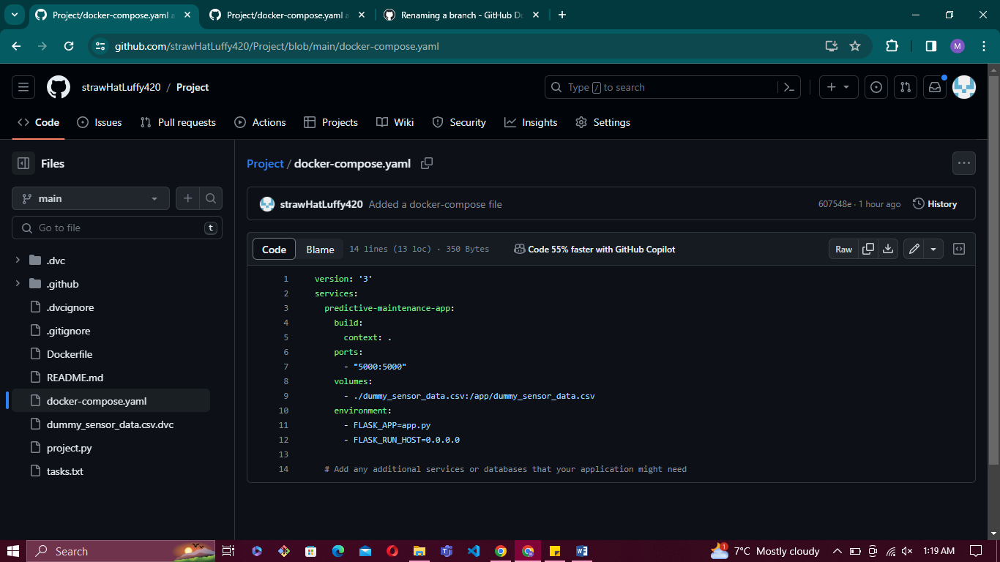 Project/docker-compose.yaml a
Project/docker-compose.yaml a
Renaming a branch - GitHub Do
github.com/strawHatLuffy420/Project/blob/main/docker-compose.yaml
M
strawHatLuffy420 / Project
Type / to search
Code
Issues
Pull requests
Actions
Projects
Wiki
Security
Insights
Settings
Files
main
Go to file
t
.dvc
.github
.dvcignore
.gitignore
Dockerfile
README.md
docker-compose.yaml
dummy_sensor_data.csv.dvc
project.py
tasks.txt
Project / docker-compose.yaml
strawHatLuffy420 Added a docker-compose file
607548e · 1 hour ago
History
Code
Blame
14 lines (13 loc) · 350 Bytes
Code 55% faster with GitHub Copilot
Raw
1 version: '3'
2 services:
3 predictive-maintenance-app:
4 build:
5 context: .
6 ports:
7 - "5000:5000"
8 volumes:
9 - ./dummy_sensor_data.csv:/app/dummy_sensor_data.csv
10 environment:
11 - FLASK_APP=app.py
12 - FLASK_RUN_HOST=0.0.0.0
13
14 # Add any additional services or databases that your application might need
Search
1
7°C Mostly cloudy
1:19 AM